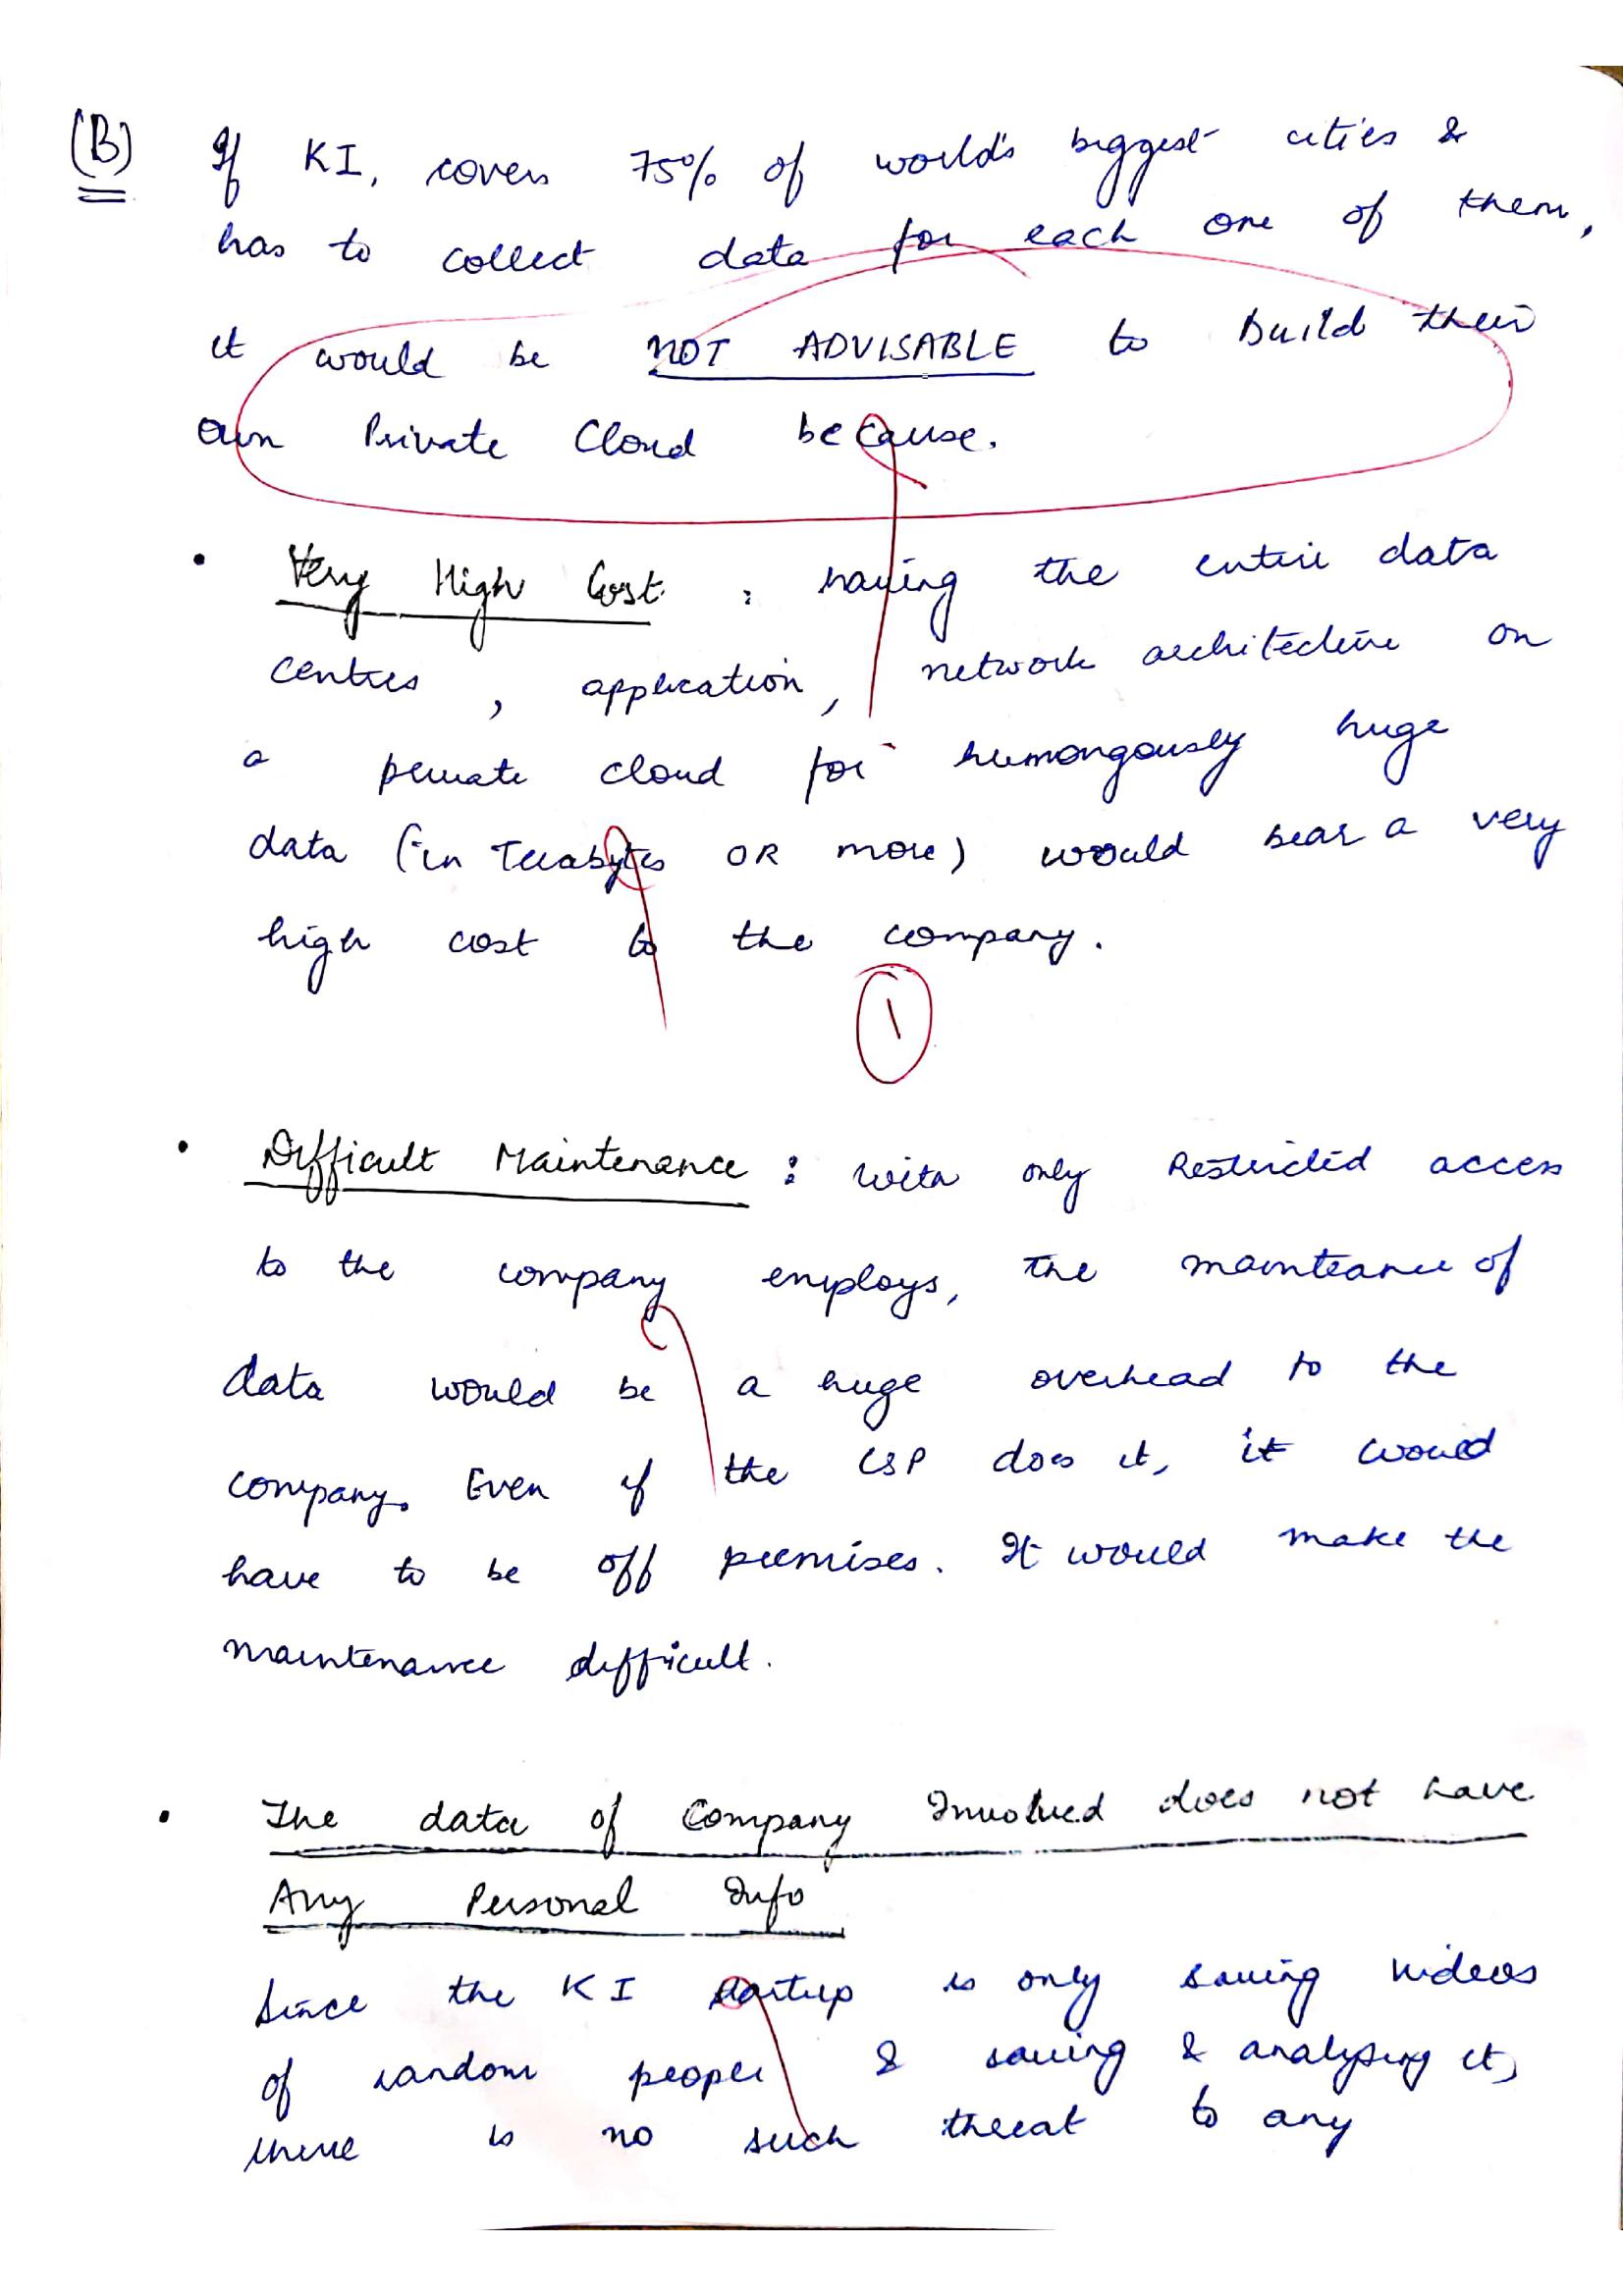 (B) If KI, covers 75% of world's biggest cities &
has to collect data for each one of them,
it would be NOT ADVISABLE to Build their
own Private Cloud because.
• Very High Cost : having the entire data
centres , application, network architecture on
a private cloud for humongously huge
data (in Terabytes OR more) would bear a very
high cost to the company.
1
• Difficult Maintenance : with only Restricted access
to the company employs, the mainteance of
data would be a huge overhead to the
company. Even if the CSP does it, it would
have to be off premises. It would make the
maintenance difficult.
• The data of Company Involved does not have
Any Personal Info
Since the KI startup is only saving videos
of random people & saving & analysing it,
there is no such threat to any